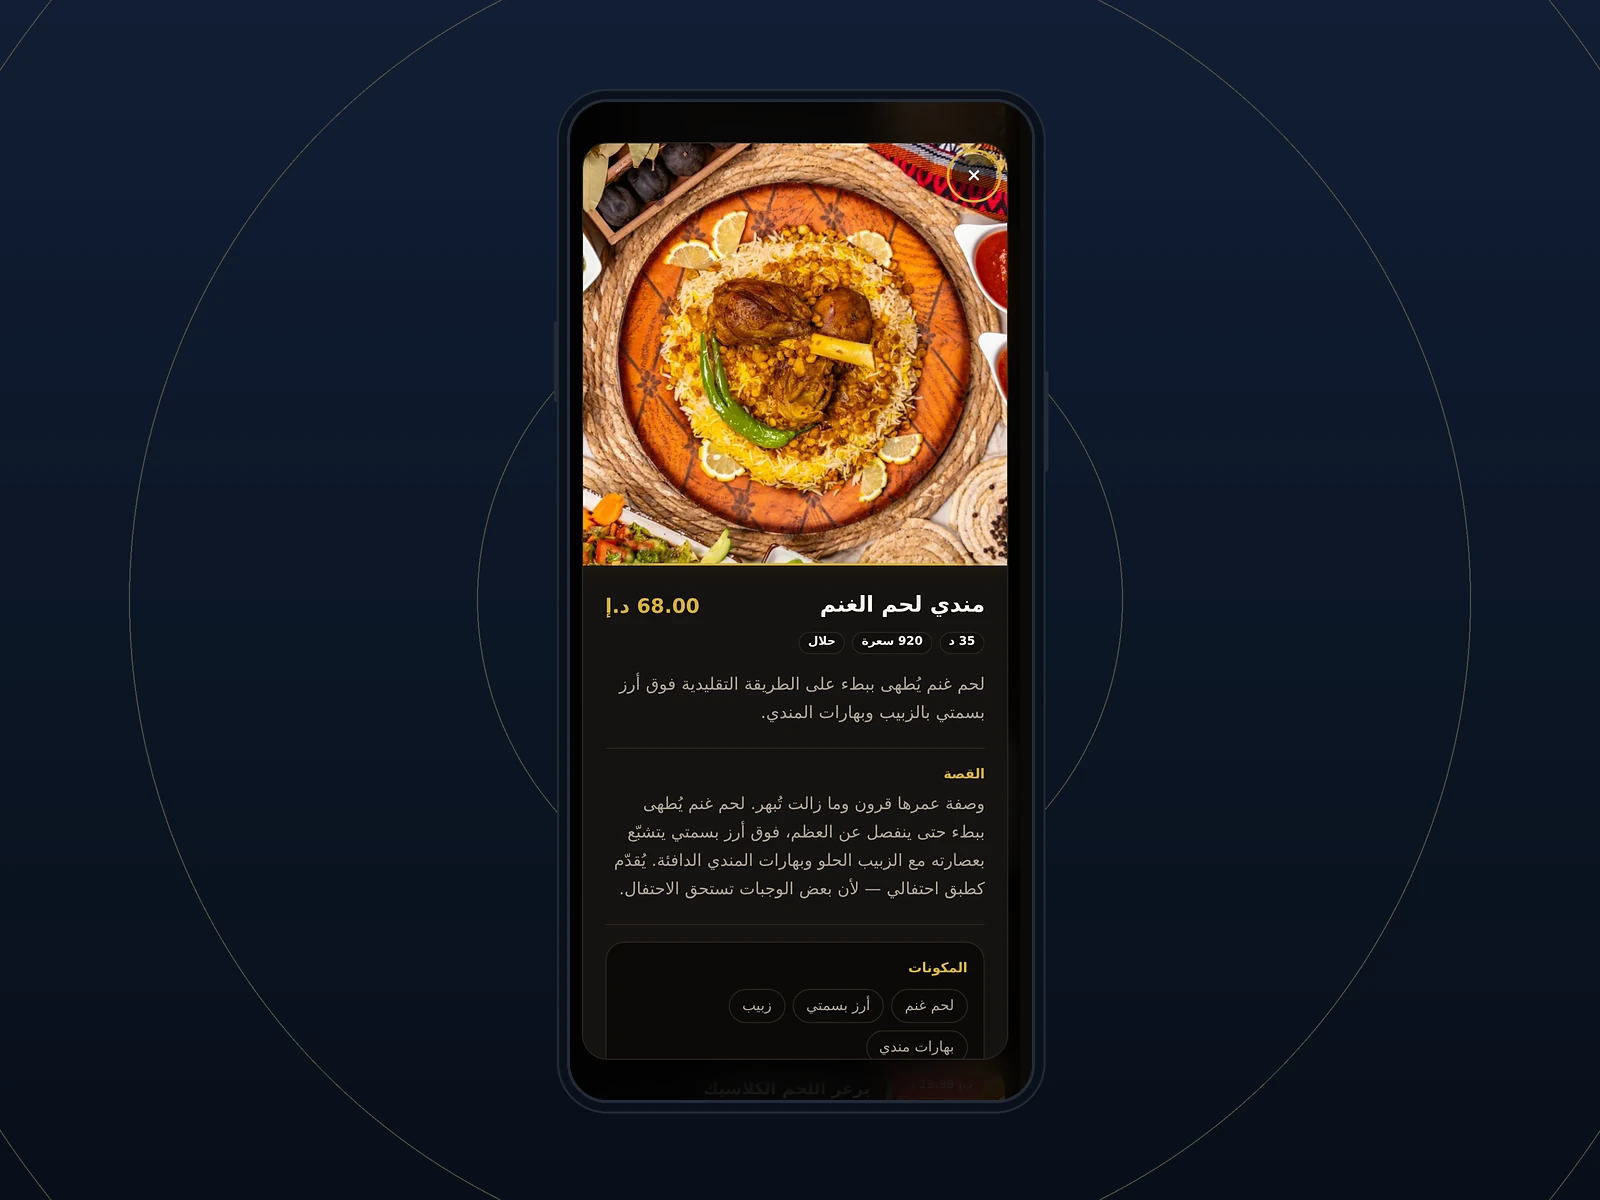 ×
مندي لحم الغنم
68.00 د.إ
35 د
920 سعرة
حلال
لحم غنم يُطهى ببطء على الطريقة التقليدية فوق أرز
بسمتي بالزبيب وبهارات المندي.
القصة
وصفة عمرها قرون وما زالت تُبهر. لحم غنم يُطهى
ببطء حتى ينفصل عن العظم، فوق أرز بسمتي يتشبّع
بعصارته مع الزبيب الحلو وبهارات المندي الدافئة. يُقدّم
كطبق احتفالي — لأن بعض الوجبات تستحق الاحتفال.
المكونات
لحم غنم
أرز بسمتي
زبيب
بهارات مندي
برغر اللحم الكلاسيك